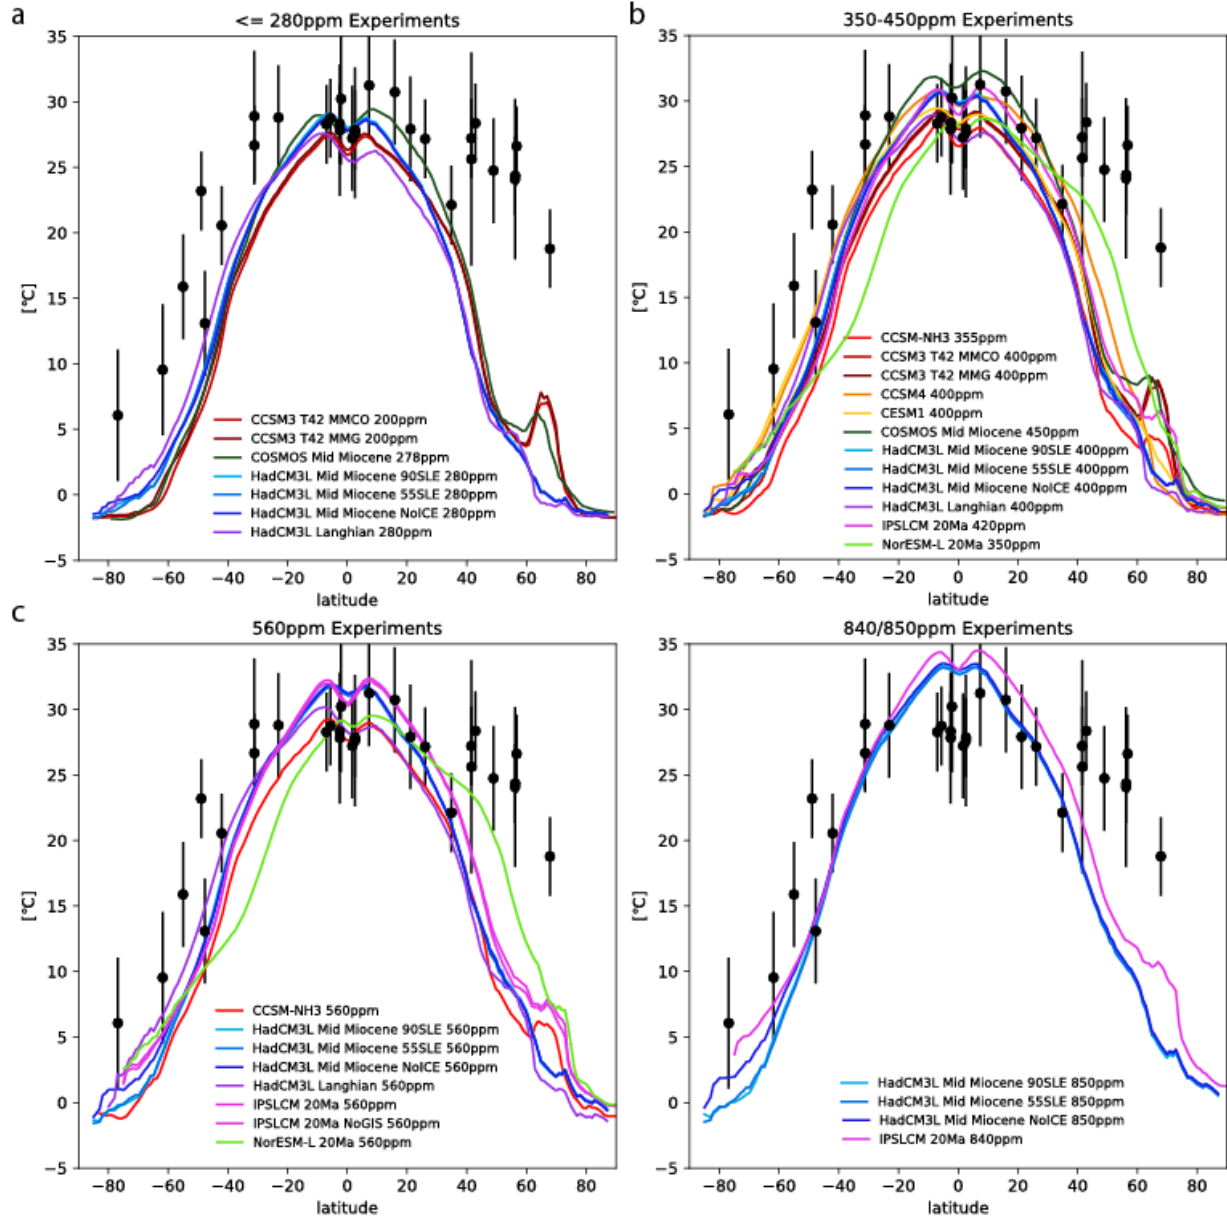 a
<= 280ppm Experiments
35
30
25
20
15
10
5
0
−5
[°C]
CCSM3 T42 MMCO 200ppm
CCSM3 T42 MMG 200ppm
COSMOS Mid Miocene 278ppm
HadCM3L Mid Miocene 90SLE 280ppm
HadCM3L Mid Miocene 55SLE 280ppm
HadCM3L Mid Miocene NoICE 280ppm
HadCM3L Langhian 280ppm
−80 −60 −40 −20 0 20 40 60 80
latitude
b
350-450ppm Experiments
35
30
25
20
15
10
5
0
−5
[°C]
CCSM-NH3 355ppm
CCSM3 T42 MMCO 400ppm
CCSM3 T42 MMG 400ppm
CCSM4 400ppm
CESM1 400ppm
COSMOS Mid Miocene 450ppm
HadCM3L Mid Miocene 90SLE 400ppm
HadCM3L Mid Miocene 55SLE 400ppm
HadCM3L Mid Miocene NoICE 400ppm
HadCM3L Langhian 400ppm
IPSLCM 20Ma 420ppm
NorESM-L 20Ma 350ppm
−80 −60 −40 −20 0 20 40 60 80
latitude
c
560ppm Experiments
35
30
25
20
15
10
5
0
−5
[°C]
CCSM-NH3 560ppm
HadCM3L Mid Miocene 90SLE 560ppm
HadCM3L Mid Miocene 55SLE 560ppm
HadCM3L Mid Miocene NoICE 560ppm
HadCM3L Langhian 560ppm
IPSLCM 20Ma 560ppm
IPSLCM 20Ma NoGIS 560ppm
NorESM-L 20Ma 560ppm
−80 −60 −40 −20 0 20 40 60 80
latitude
840/850ppm Experiments
35
30
25
20
15
10
5
0
−5
[°C]
HadCM3L Mid Miocene 90SLE 850ppm
HadCM3L Mid Miocene 55SLE 850ppm
HadCM3L Mid Miocene NoICE 850ppm
IPSLCM 20Ma 840ppm
−80 −60 −40 −20 0 20 40 60 80
latitude